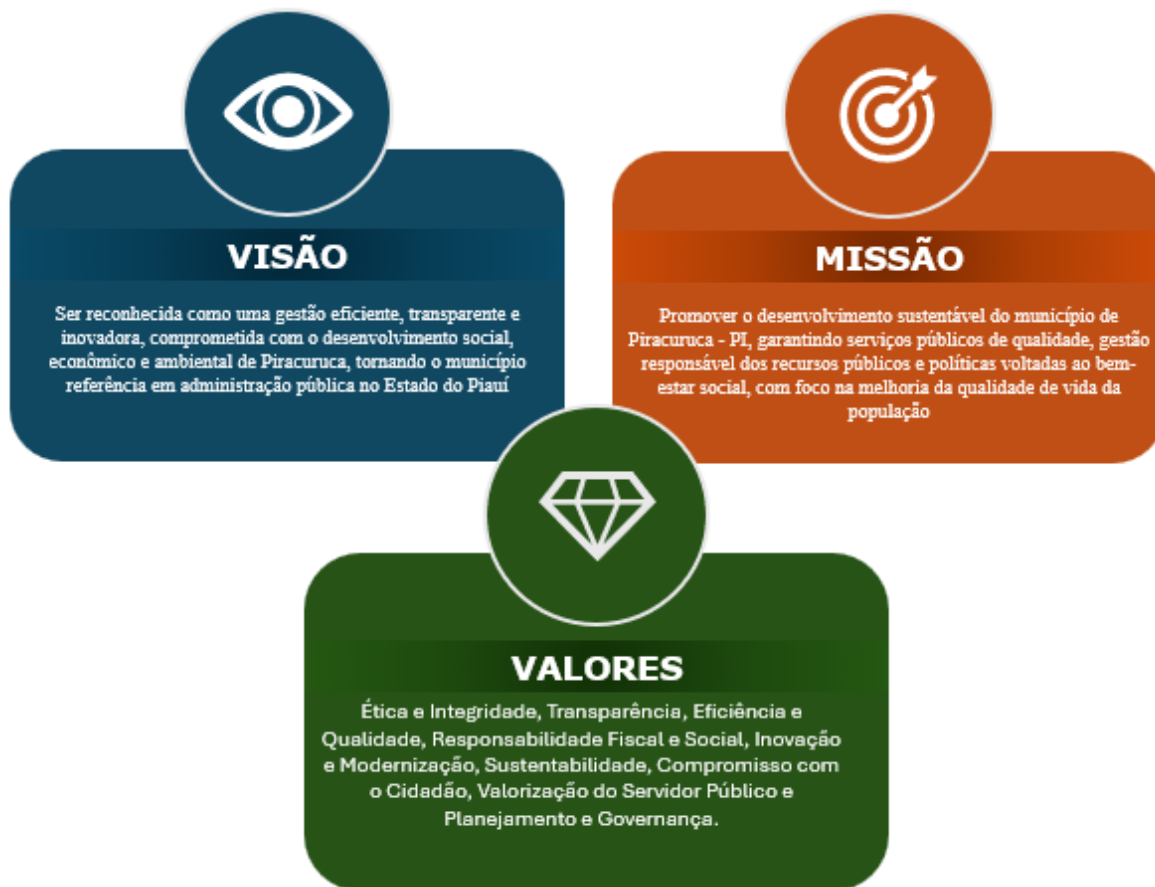 VISÃO
Ser reconhecida como uma gestão eficiente, transparente e
inovadora, comprometida com o desenvolvimento social,
econômico e ambiental de Piracuruca, tornando o município
referência em administração pública no Estado do Piauí
MISSÃO
Promover o desenvolvimento sustentável do município de
Piracuruca - PI, garantindo serviços públicos de qualidade, gestão
responsável dos recursos públicos e políticas voltadas ao bem-
estar social, com foco na melhoria da qualidade de vida da
população
VALORES
Ética e Integridade, Transparência, Eficiência e
Qualidade, Responsabilidade Fiscal e Social, Inovação
e Modernização, Sustentabilidade, Compromisso com
o Cidadão, Valorização do Servidor Público e
Planejamento e Governança.